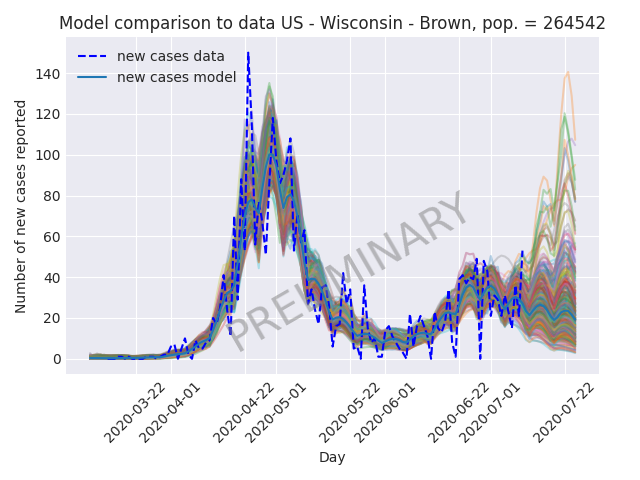 Model comparison to data US - Wisconsin - Brown, pop. = 264542
new cases data
new cases model
Number of new cases reported
140
120
100
80
60
40
20
0
PRELIMINARY
2020-03-22
2020-04-01
2020-04-22
2020-05-01
2020-05-22
2020-06-01
2020-06-22
2020-07-01
2020-07-22
Day